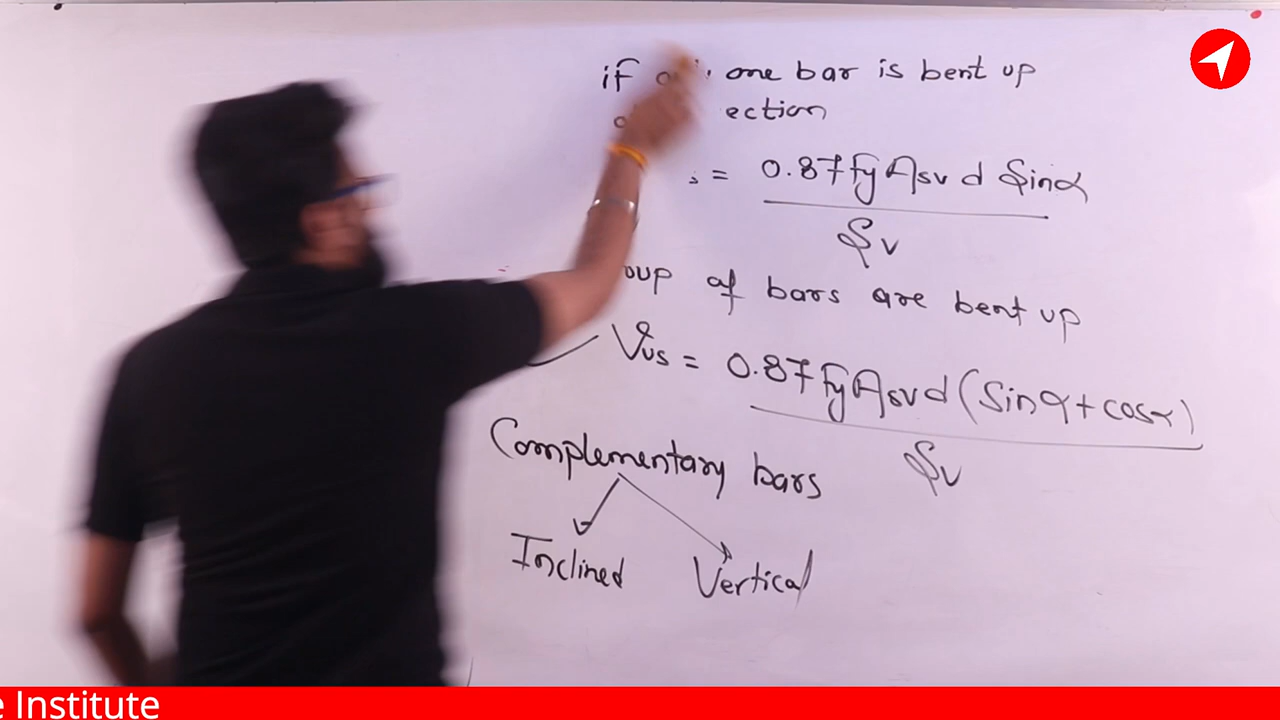 if one bar is bent up
ection
s = 0.87 fy Asv d Sinα
Sv
oup of bars are bent up
Vus = 0.87 fy Asv d (Sinα + cosα)
Sv
Complementary bars
Inclined Vertical
e Institute